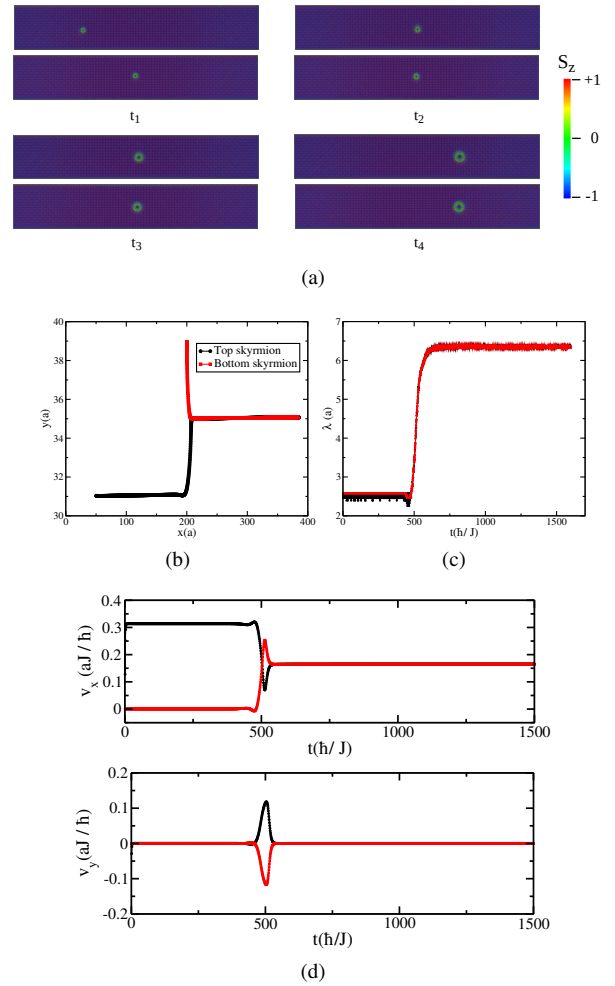 S_z
+1
0
-1
t_1
t_2
t_3
t_4
(a)
40
38
36
34
32
30
0
100
200
300
400
y(a)
x(a)
Top skyrmion
Bottom skyrmion
(b)
7
6
5
4
3
2
0
500
1000
1500
λ (a)
t(ħ/ J)
(c)
0.4
0.3
0.2
0.1
0
0
500
1000
1500
v_x (aJ / ħ)
t(ħ/ J)
0.2
0.1
0
-0.1
-0.2
0
500
1000
1500
v_y(aJ / ħ)
t(ħ/J)
(d)